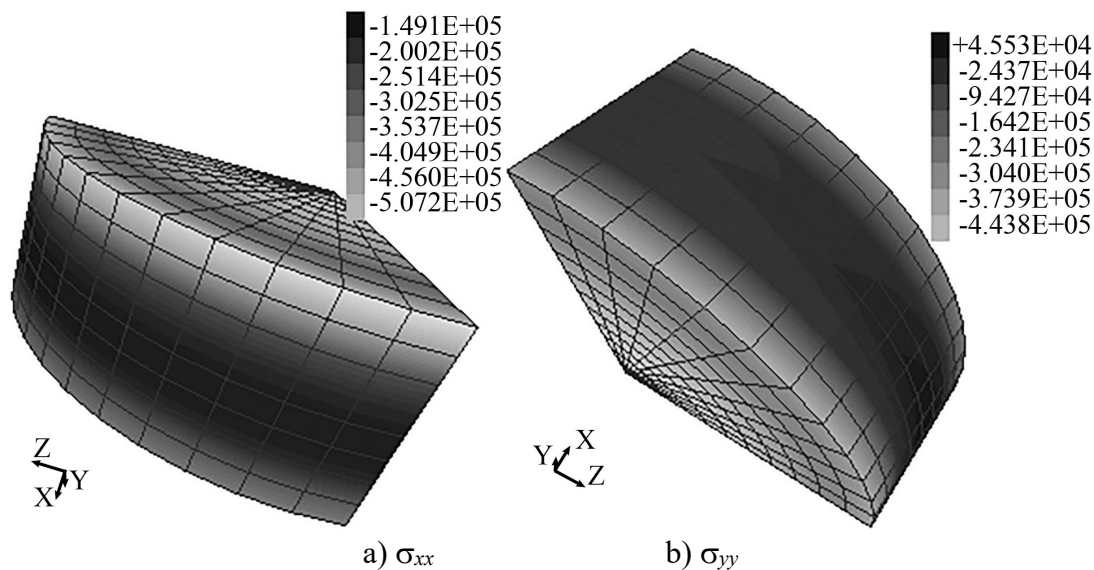 -1.491E+05
-2.002E+05
-2.514E+05
-3.025E+05
-3.537E+05
-4.049E+05
-4.560E+05
-5.072E+05
+4.553E+04
-2.437E+04
-9.427E+04
-1.642E+05
-2.341E+05
-3.040E+05
-3.739E+05
-4.438E+05
Z
Y
X
X
Y
Z
a) σxx
b) σyy